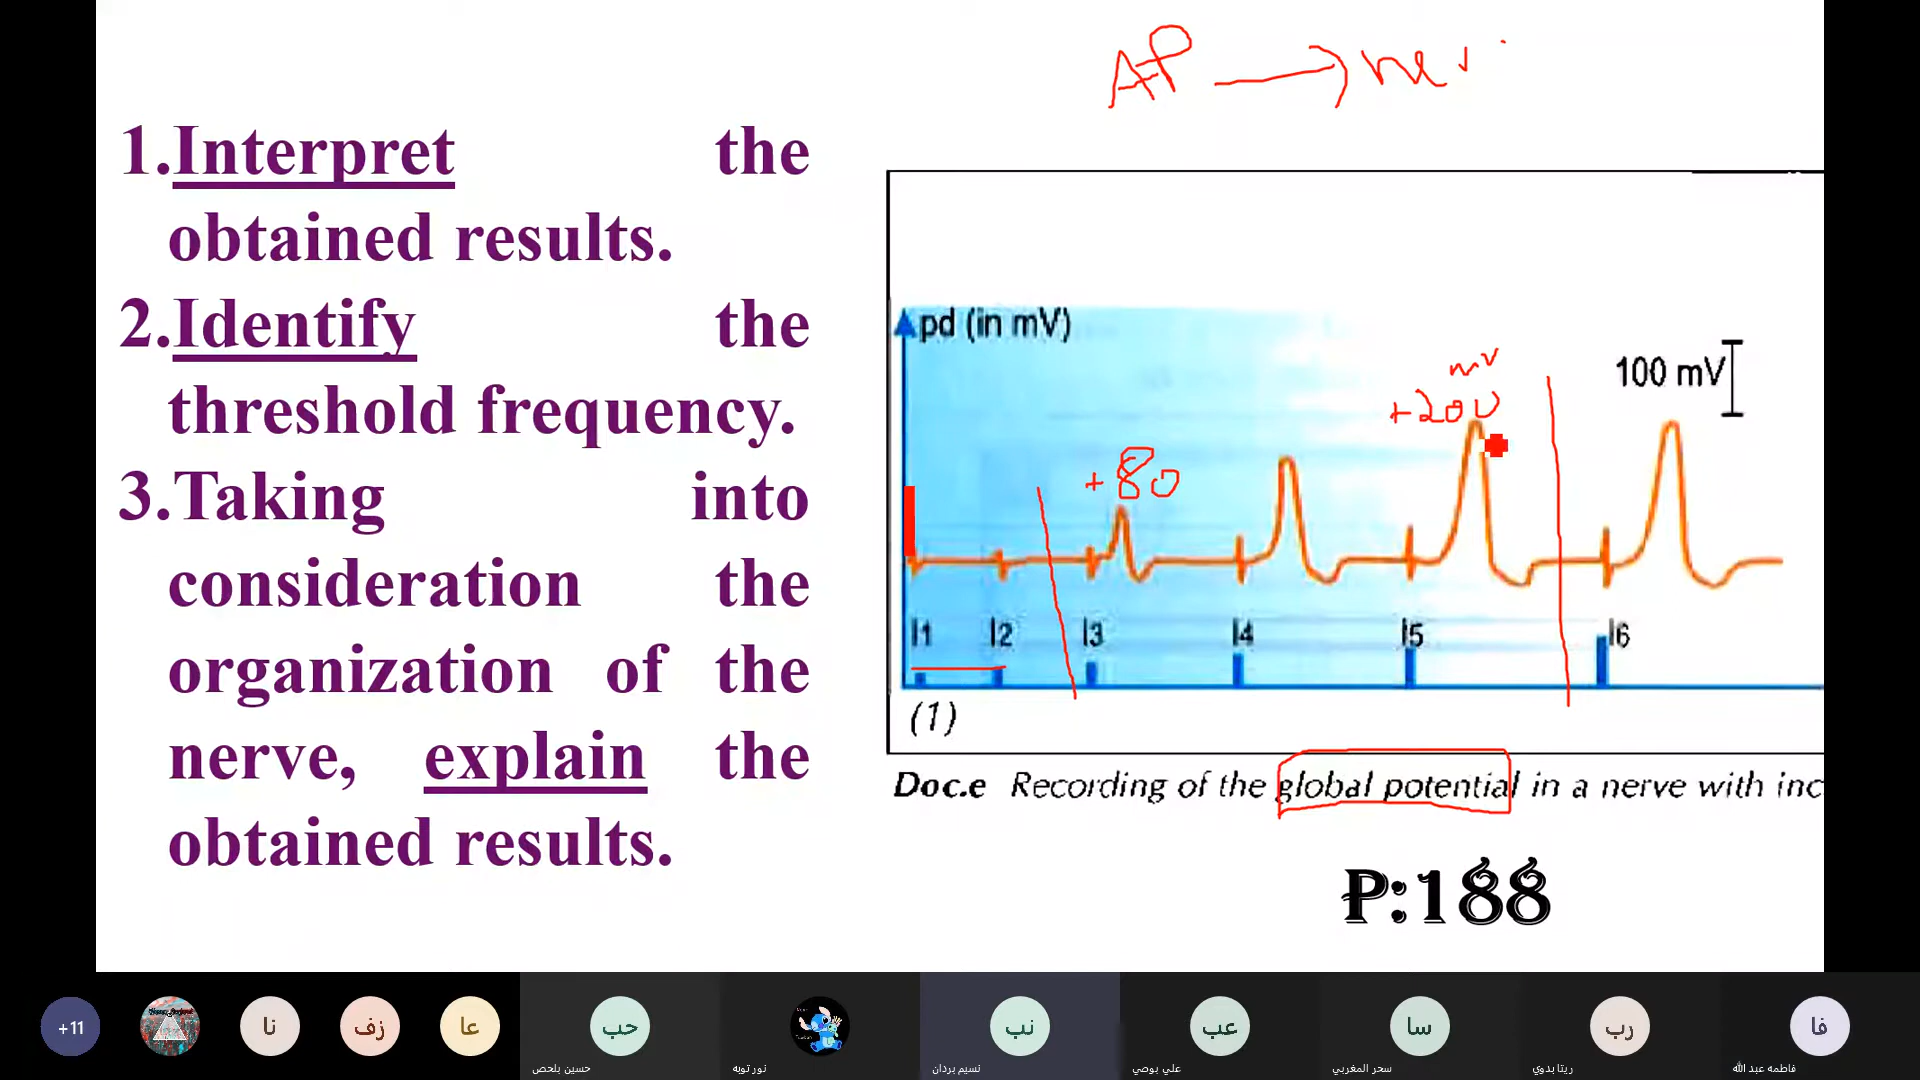 AP → ner
1.Interpret the
obtained results.
2.Identify the
threshold frequency.
3.Taking into
consideration the
organization of the
nerve, explain the
obtained results.
pd (in mV)
mV
+200
100 mV
+80
I1 I2 I3 I4 I5 I6
(1)
Doc.e Recording of the global potential in a nerve with inc
P:188
+11
نا
زف
عا
حب
حسين بلحص
نور توبه
نب
نسيم بردان
عب
علي بوصي
سا
سحر المغربي
رب
ريتا بدوي
فا
فاطمه عبد الله